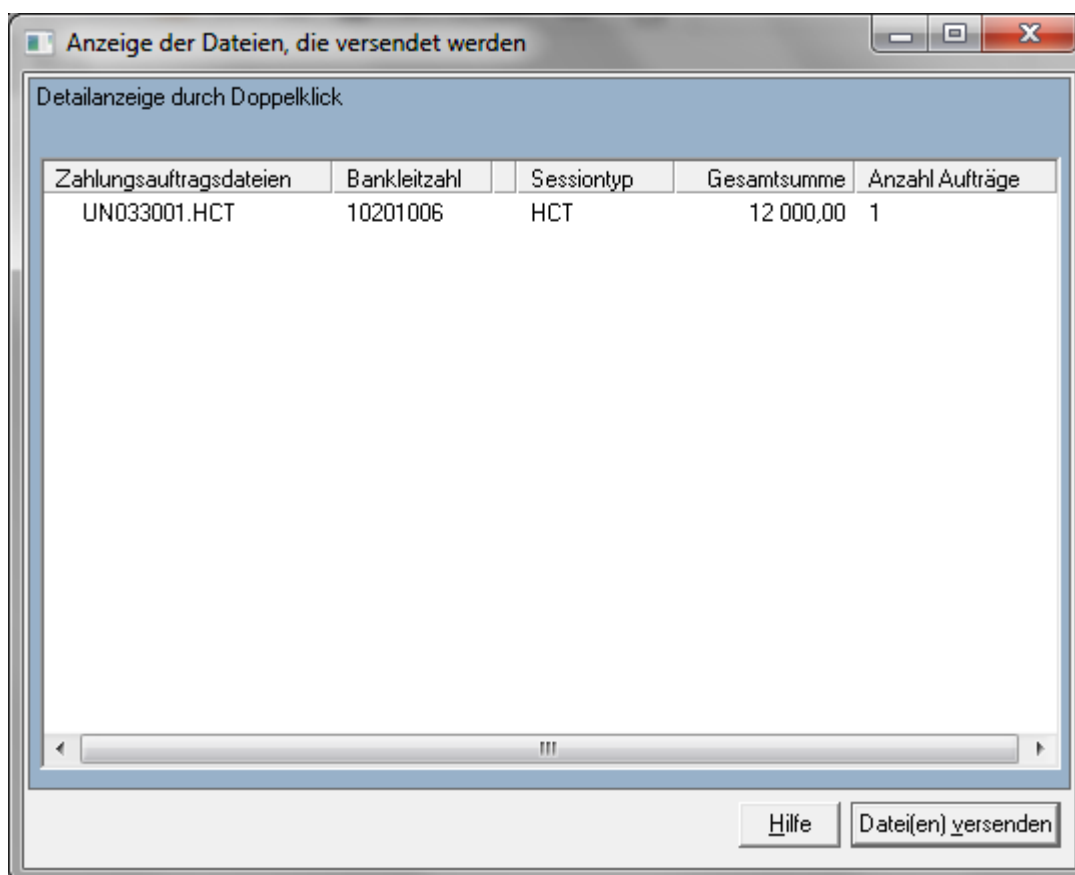 Anzeige der Dateien, die versendet werden
Detailanzeige durch Doppelklick
Zahlungsauftragsdateien Bankleitzahl Sessiontyp Gesamtsumme Anzahl Aufträge
UN033001.HCT 10201006 HCT 12 000,00 1
Hilfe Datei(en) versenden